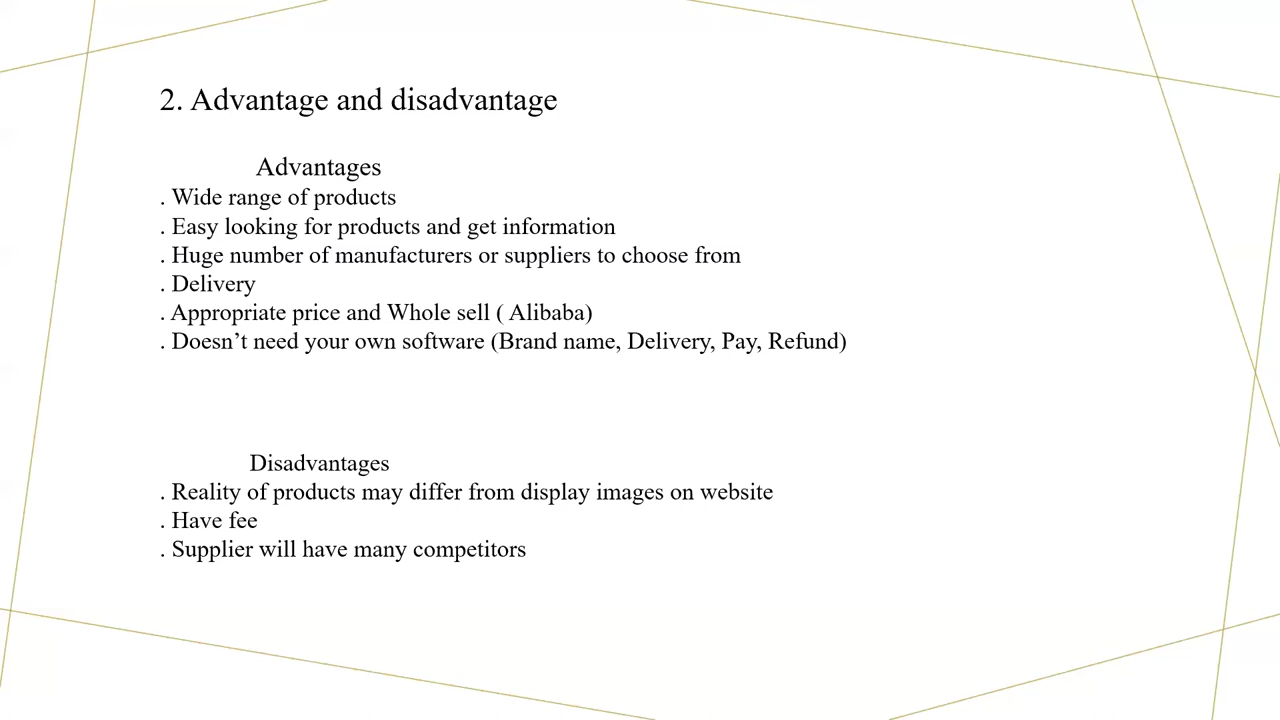 2. Advantage and disadvantage
Advantages
. Wide range of products
. Easy looking for products and get information
. Huge number of manufacturers or suppliers to choose from
. Delivery
. Appropriate price and Whole sell ( Alibaba)
. Doesn’t need your own software (Brand name, Delivery, Pay, Refund)
Disadvantages
. Reality of products may differ from display images on website
. Have fee
. Supplier will have many competitors